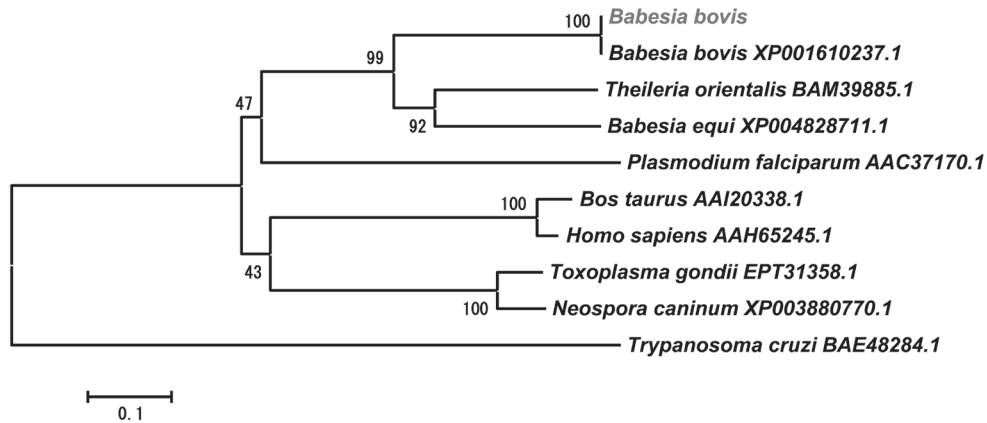 100 Babesia bovis
Babesia bovis XP001610237.1
99
Theileria orientalis BAM39885.1
47
92 Babesia equi XP004828711.1
Plasmodium falciparum AAC37170.1
100 Bos taurus AAI20338.1
Homo sapiens AAH65245.1
43 Toxoplasma gondii EPT31358.1
100 Neospora caninum XP003880770.1
Trypanosoma cruzi BAE48284.1
0.1